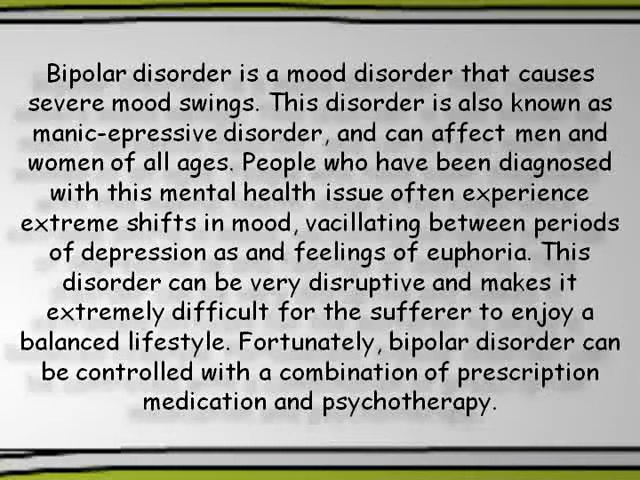 Bipolar disorder is a mood disorder that causes
severe mood swings. This disorder is also known as
manic-epressive disorder, and can affect men and
women of all ages. People who have been diagnosed
with this mental health issue often experience
extreme shifts in mood, vacillating between periods
of depression as and feelings of euphoria. This
disorder can be very disruptive and makes it
extremely difficult for the sufferer to enjoy a
balanced lifestyle. Fortunately, bipolar disorder can
be controlled with a combination of prescription
medication and psychotherapy.